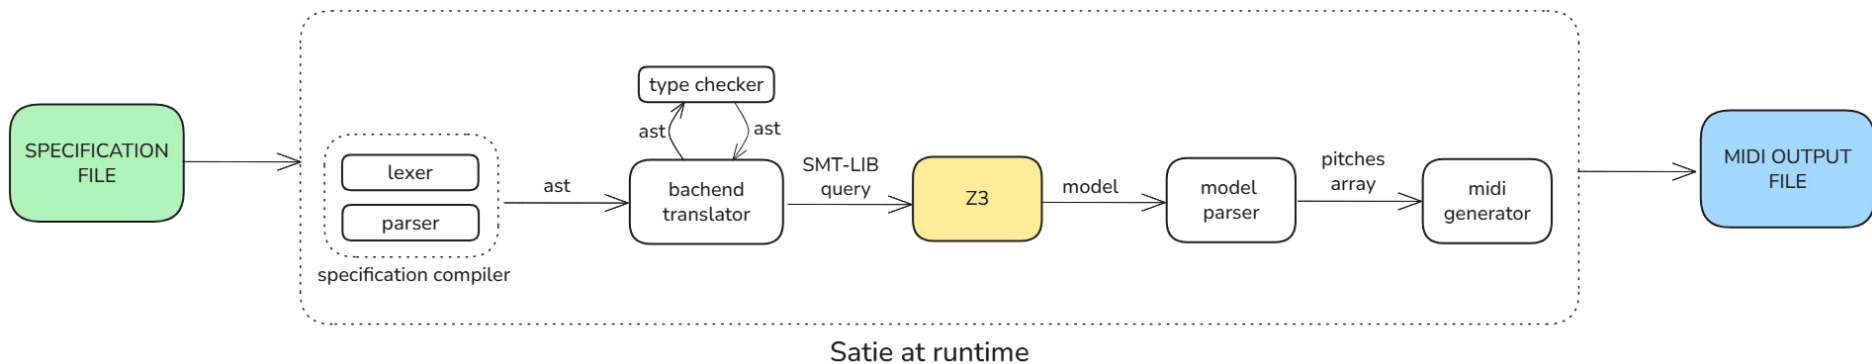 SPECIFICATION
FILE
lexer
parser
specification compiler
ast
type checker
ast
ast
bachend
translator
SMT-LIB
query
Z3
model
model
parser
pitches
array
midi
generator
MIDI OUTPUT
FILE
Satie at runtime